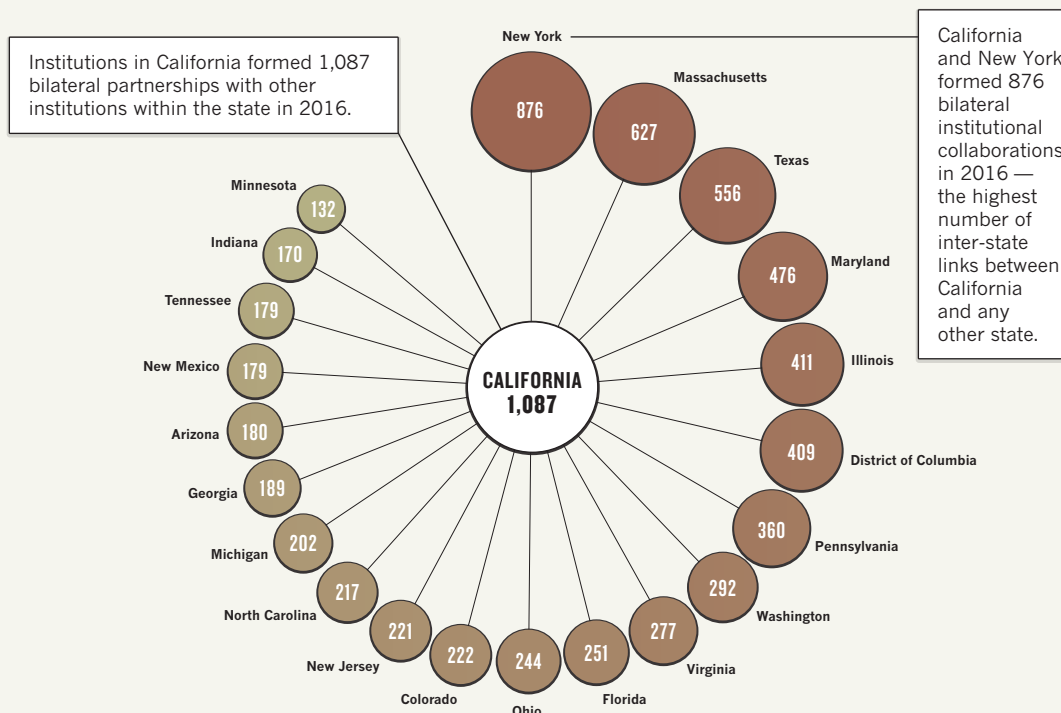 Institutions in California formed 1,087
bilateral partnerships with other
institutions within the state in 2016.
California
and New York
formed 876
bilateral
institutional
collaborations
in 2016 —
the highest
number of
inter-state
links between
California
and any
other state.
New York
876
Massachusetts
627
Texas
556
Maryland
476
Illinois
411
District of Columbia
409
Pennsylvania
360
Washington
292
Virginia
277
Florida
251
Ohio
244
Colorado
222
New Jersey
221
North Carolina
217
Michigan
202
Georgia
189
Arizona
180
New Mexico
179
Tennessee
179
Indiana
170
Minnesota
132
CALIFORNIA
1,087